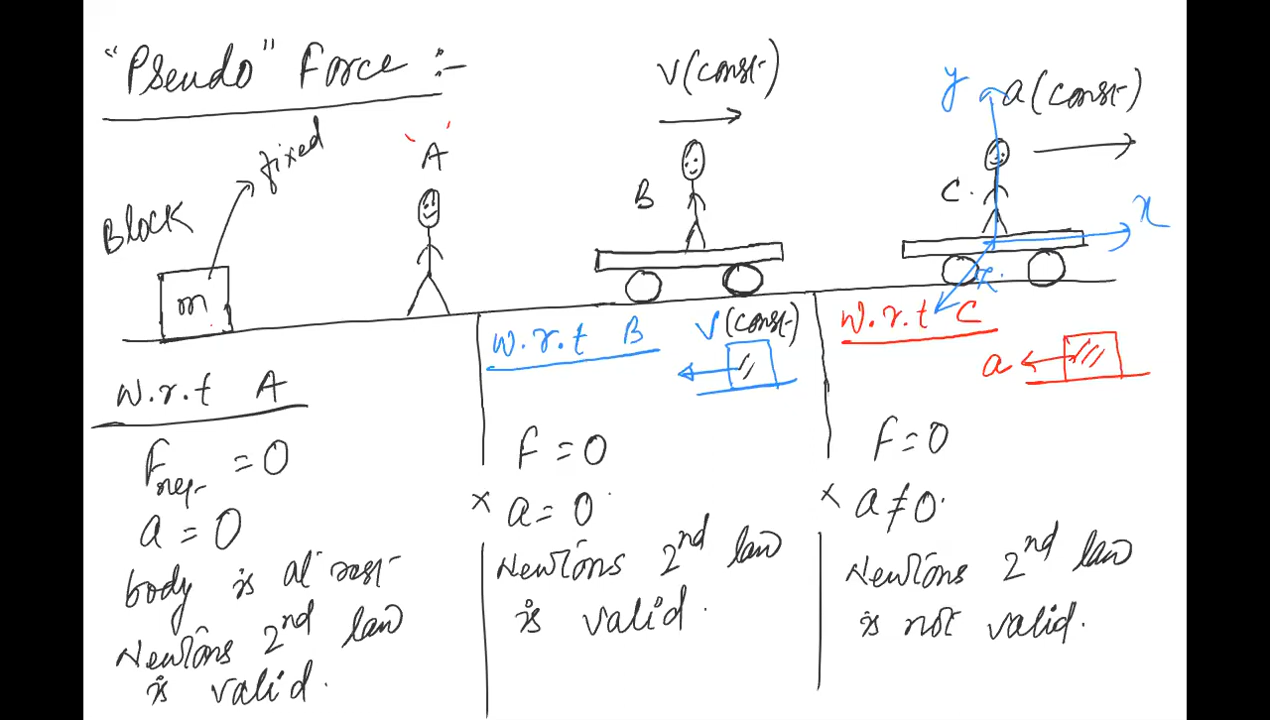 "Pseudo" Force :-
Block
fixed
m
A
V(const)
B
y
a(const)
C.
x
w.r.t A
Fnet = 0
a = 0
body is at rest
Newtons 2nd law
is valid.
w.r.t B
V(const)
F = 0
x a = 0
Newtons 2nd law
is valid.
w.r.t C
a
F = 0
x a ≠ 0.
Newtons 2nd law
is not valid.